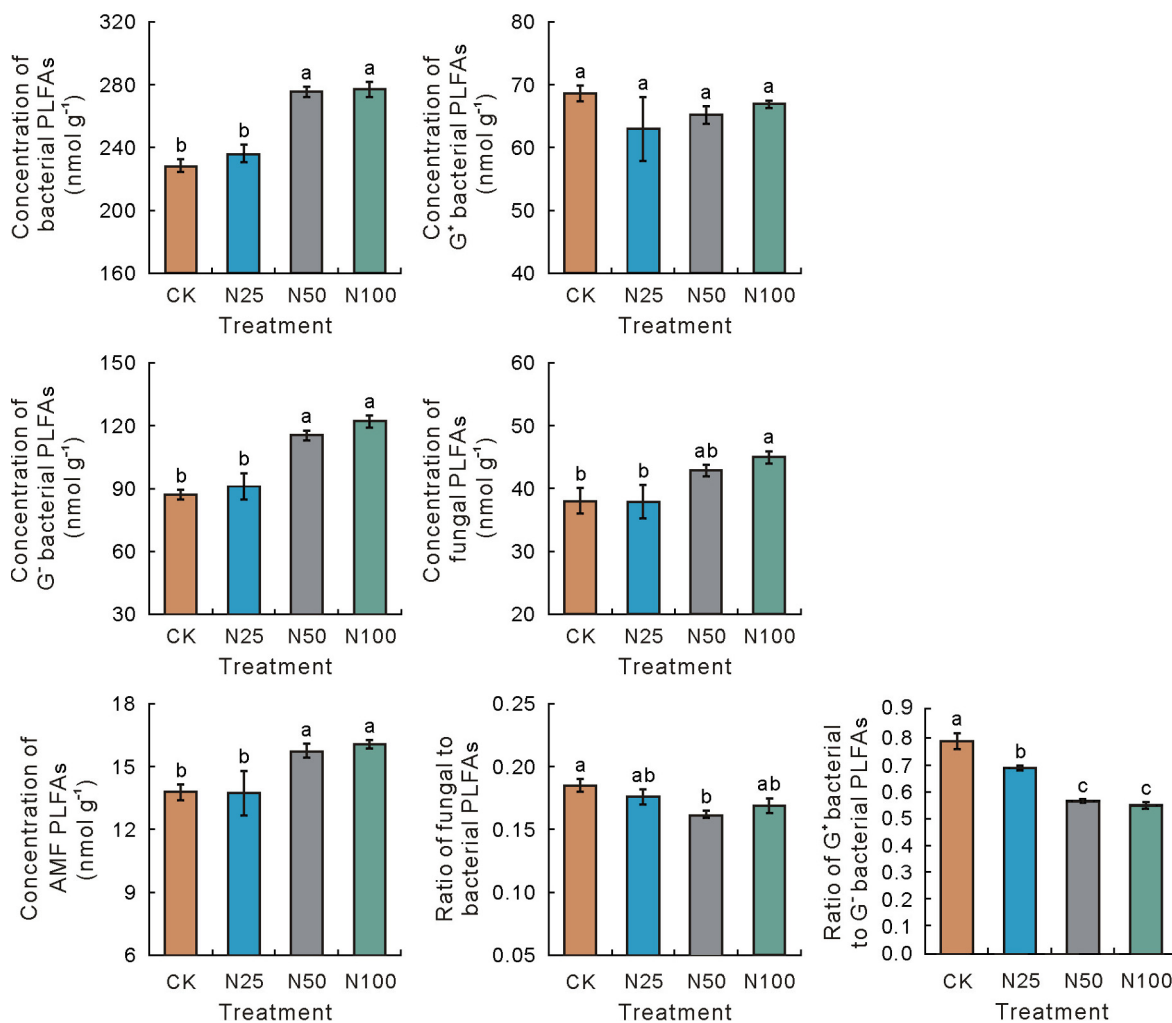 Concentration of
bacterial PLFAs
(nmol g⁻¹)
320
280
240
200
160
b
b
a
a
CK N25 N50 N100
Treatment
Concentration of
G⁺ bacterial PLFAs
(nmol g⁻¹)
80
70
60
50
40
a
a
a
a
CK N25 N50 N100
Treatment
Concentration of
G⁻ bacterial PLFAs
(nmol g⁻¹)
150
120
90
60
30
b
b
a
a
CK N25 N50 N100
Treatment
Concentration of
fungal PLFAs
(nmol g⁻¹)
60
50
40
30
20
b
b
ab
a
CK N25 N50 N100
Treatment
Concentration of
AMF PLFAs
(nmol g⁻¹)
18
15
12
9
6
b
b
a
a
CK N25 N50 N100
Treatment
Ratio of fungal to
bacterial PLFAs
0.25
0.20
0.15
0.10
0.05
a
ab
b
ab
CK N25 N50 N100
Treatment
Ratio of G⁺ bacterial
to G⁻ bacterial PLFAs
0.9
0.8
0.7
0.6
0.5
0.4
0.3
0.2
0.1
0.0
a
b
c
c
CK N25 N50 N100
Treatment